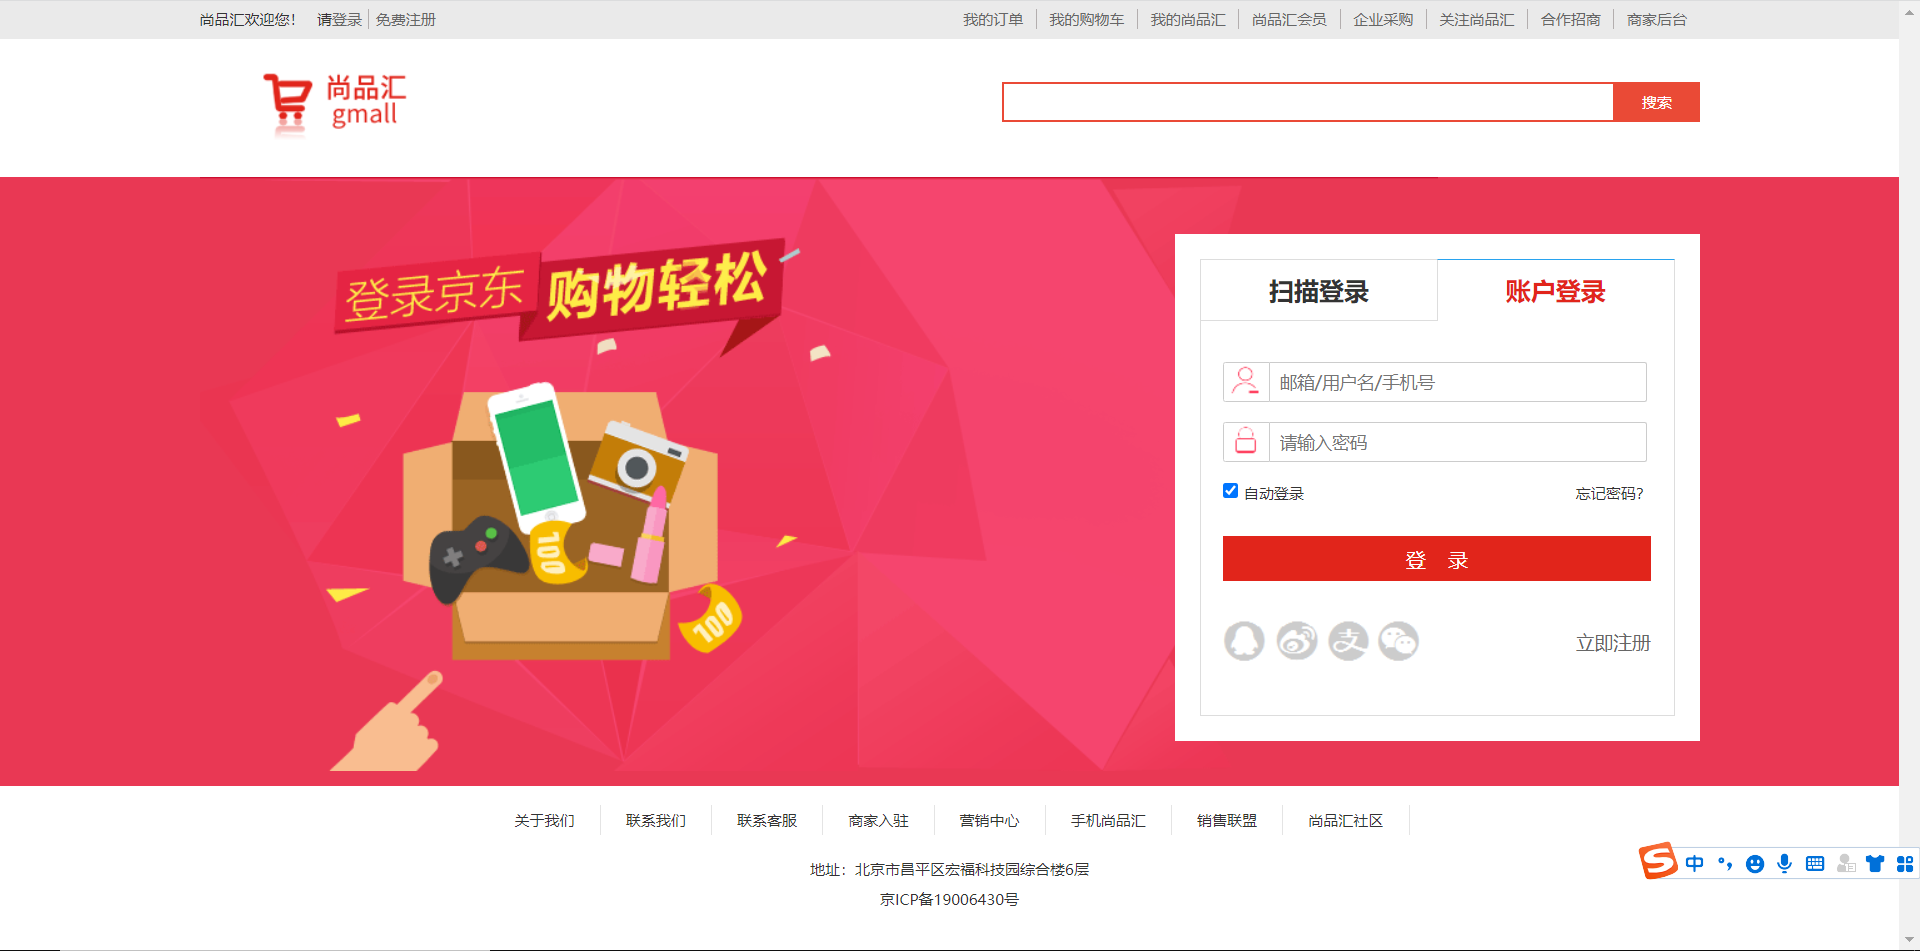 尚品汇欢迎您! 请登录 免费注册 我的订单 我的购物车 我的尚品汇 尚品汇会员 企业采购 关注尚品汇 合作招商 商家后台
尚品汇
gmall
搜索
登录京东 购物轻松
100
100
扫描登录 账户登录
邮箱/用户名/手机号
请输入密码
自动登录 忘记密码?
登 录
立即注册
关于我们 联系我们 联系客服 商家入驻 营销中心 手机尚品汇 销售联盟 尚品汇社区
地址：北京市昌平区宏福科技园综合楼6层
京ICP备19006430号
中